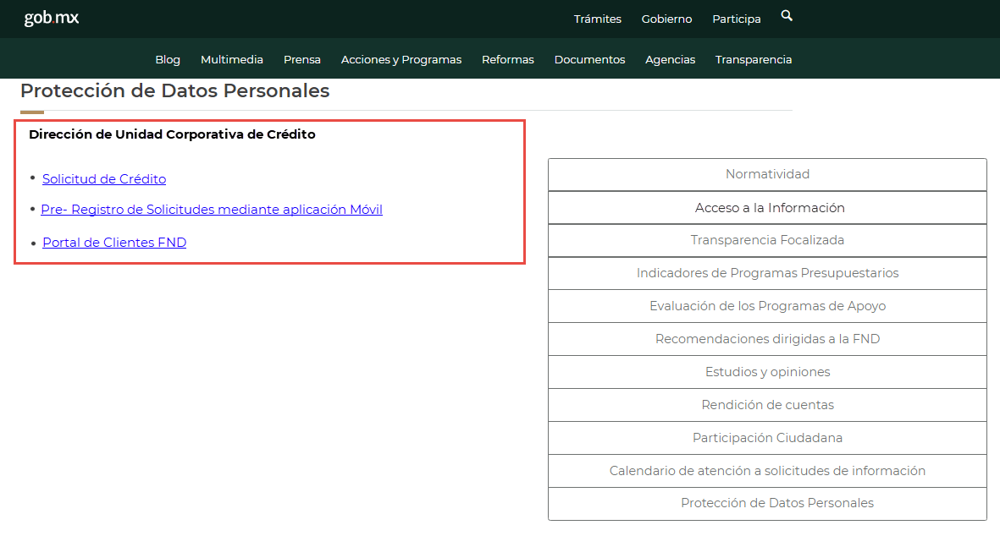 gob.mx
Trámites Gobierno Participa
Blog Multimedia Prensa Acciones y Programas Reformas Documentos Agencias Transparencia
Protección de Datos Personales
Dirección de Unidad Corporativa de Crédito
• Solicitud de Crédito
• Pre- Registro de Solicitudes mediante aplicación Móvil
• Portal de Clientes FND
Normatividad
Acceso a la Información
Transparencia Focalizada
Indicadores de Programas Presupuestarios
Evaluación de los Programas de Apoyo
Recomendaciones dirigidas a la FND
Estudios y opiniones
Rendición de cuentas
Participación Ciudadana
Calendario de atención a solicitudes de información
Protección de Datos Personales